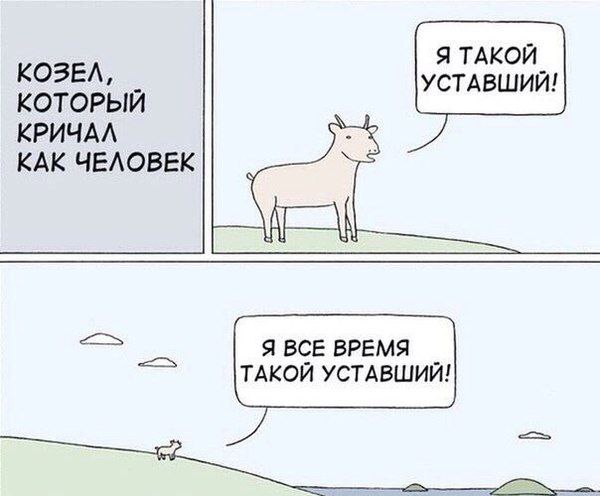 КОЗЕЛ,
КОТОРЫЙ
КРИЧАЛ
КАК ЧЕЛОВЕК
Я ТАКОЙ
УСТАВШИЙ!
Я ВСЕ ВРЕМЯ
ТАКОЙ УСТАВШИЙ!